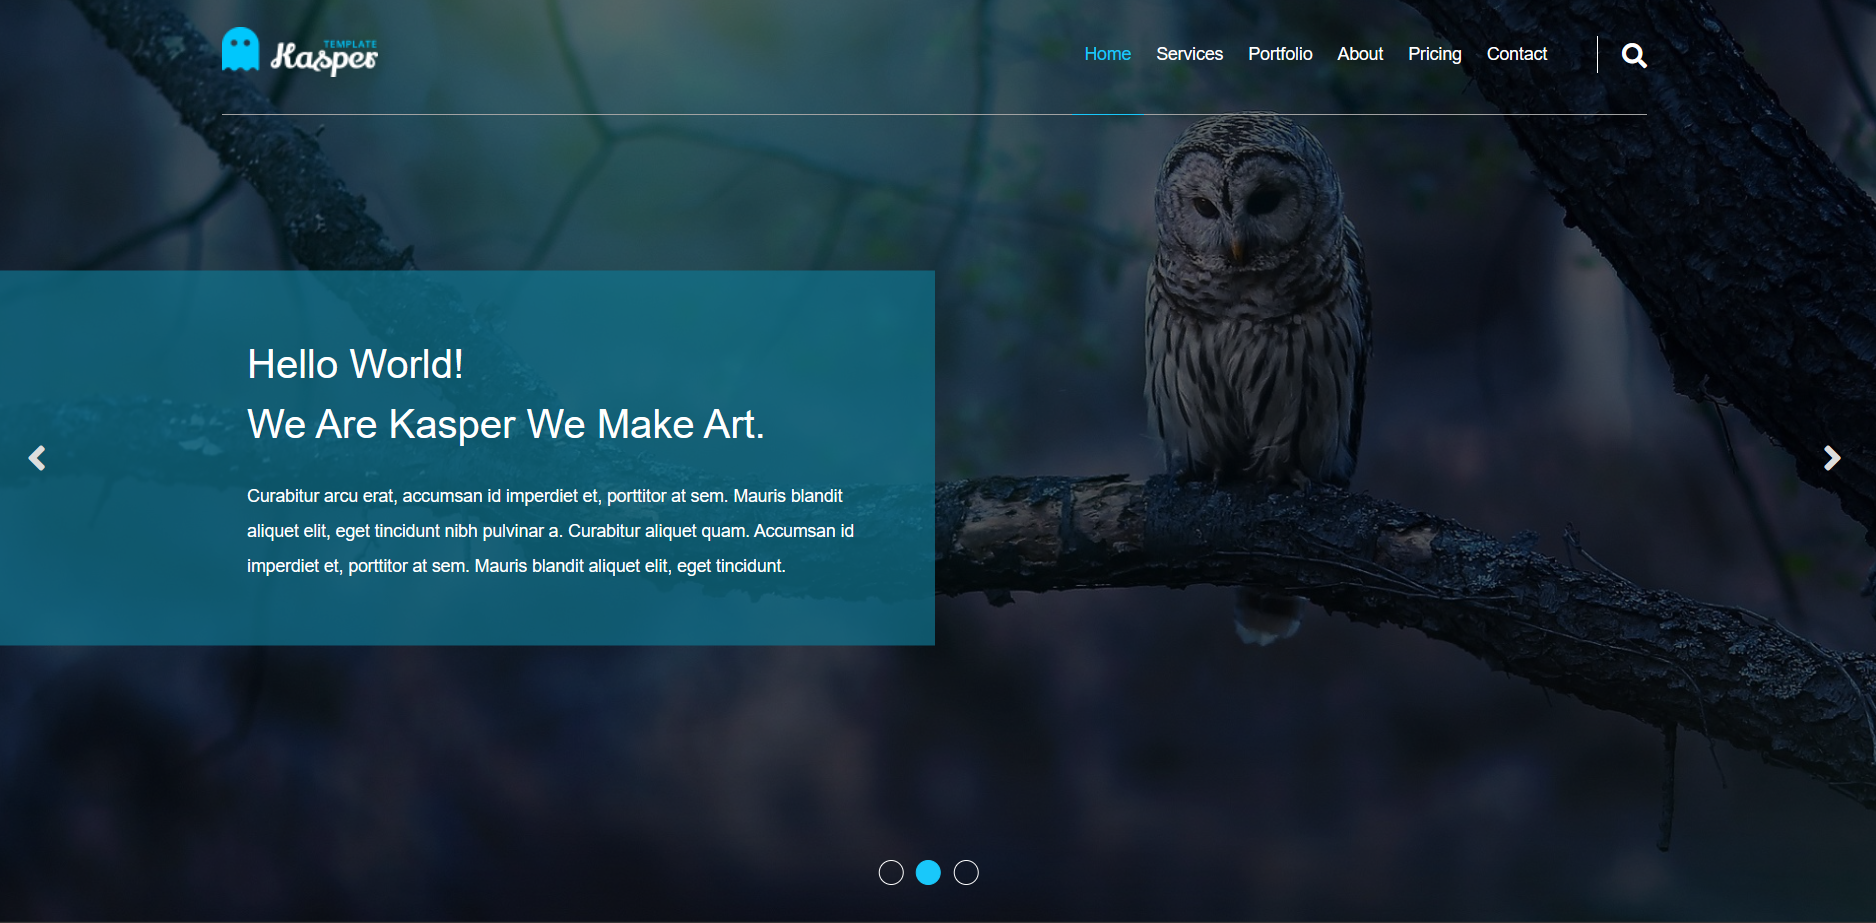 TEMPLATE
Kasper
Home Services Portfolio About Pricing Contact
Hello World!
We Are Kasper We Make Art.
Curabitur arcu erat, accumsan id imperdiet et, porttitor at sem. Mauris blandit
aliquet elit, eget tincidunt nibh pulvinar a. Curabitur aliquet quam. Accumsan id
imperdiet et, porttitor at sem. Mauris blandit aliquet elit, eget tincidunt.